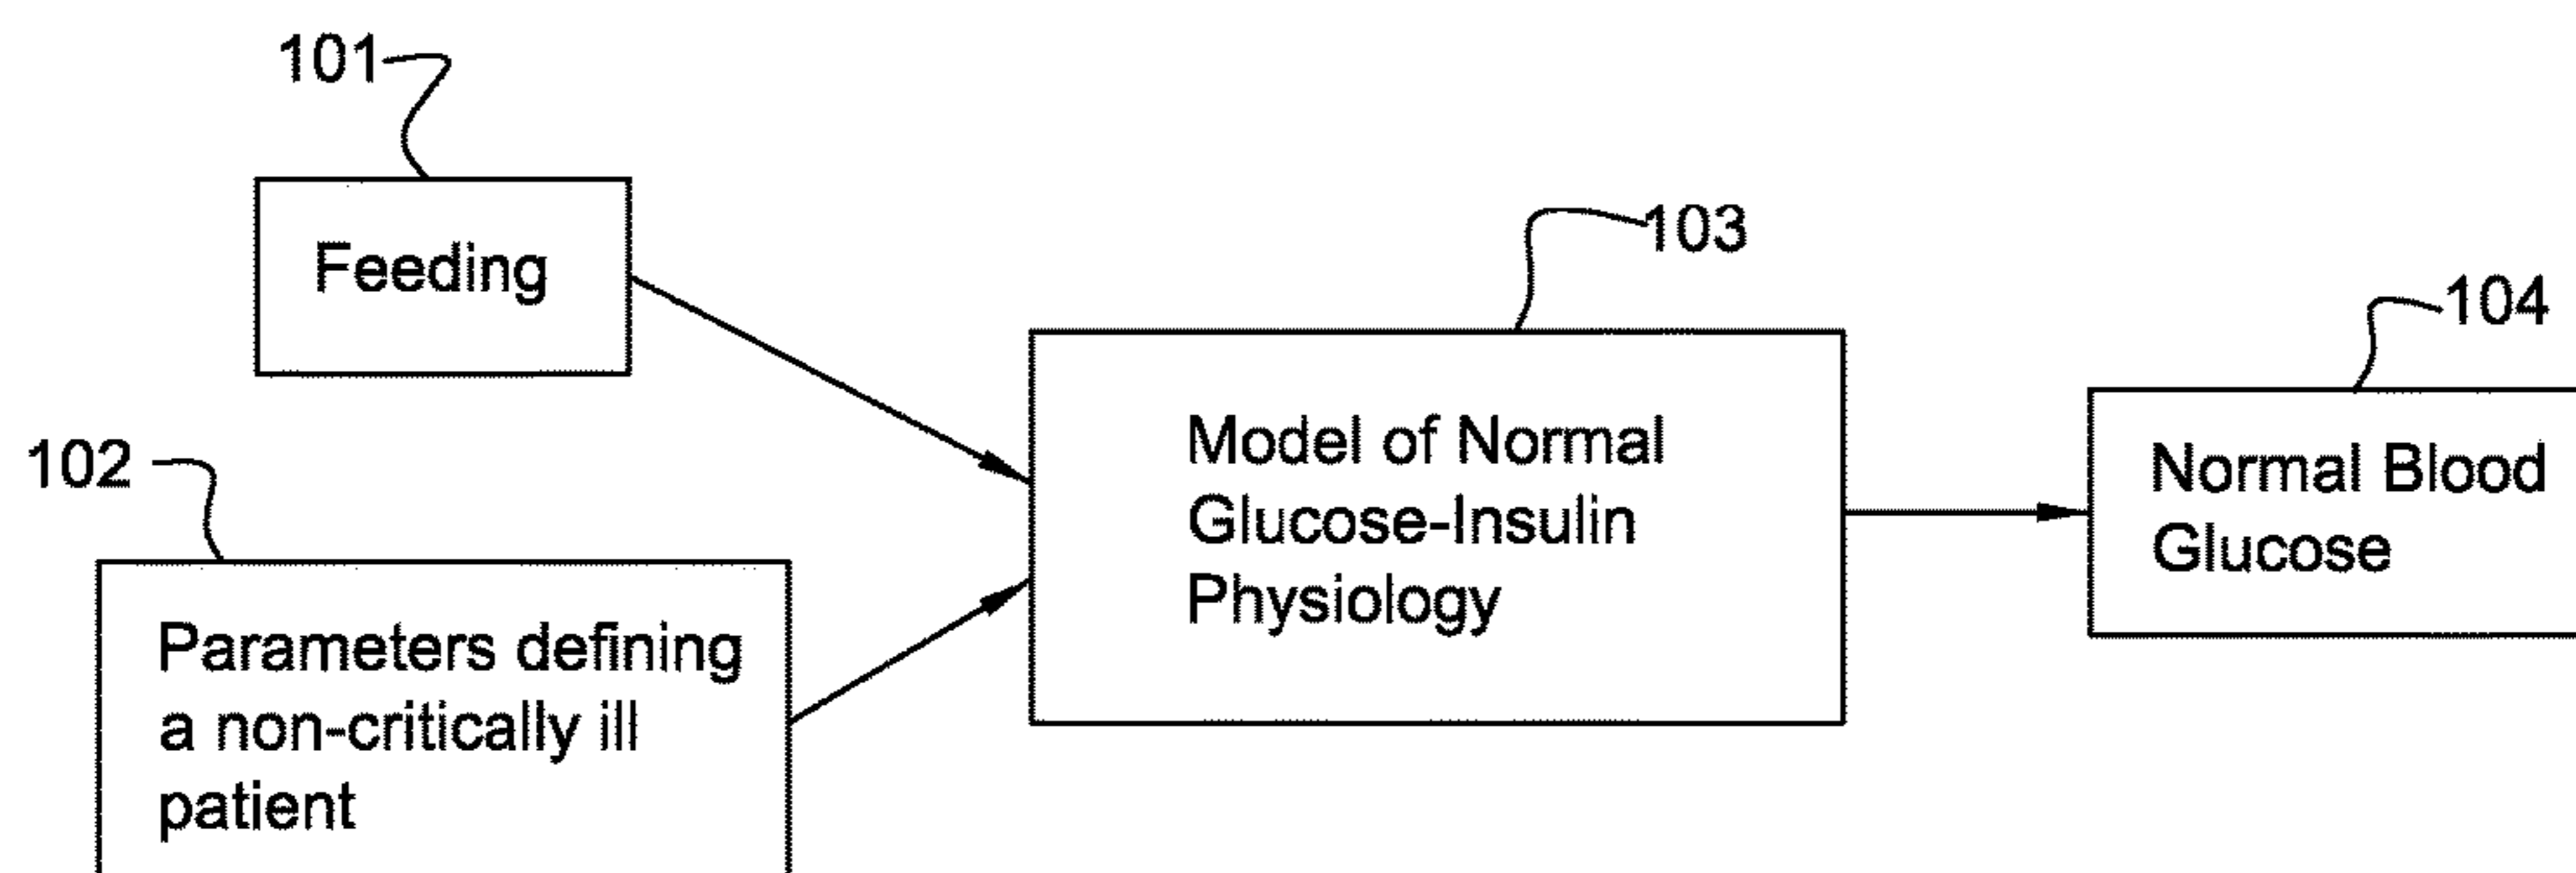 101
Feeding
102
Parameters defining
a non-critically ill
patient
103
Model of Normal
Glucose-Insulin
Physiology
104
Normal Blood
Glucose